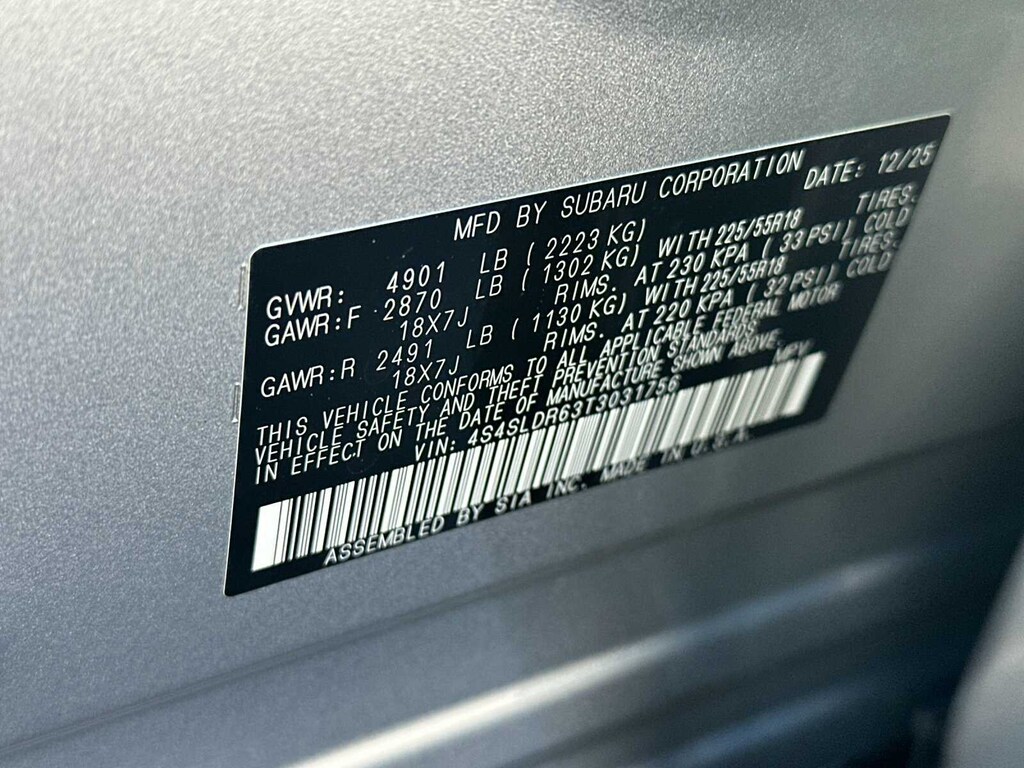 MFD BY SUBARU CORPORATION DATE: 12/25
GVWR: 4901 LB ( 2223 KG)
GAWR:F 2870 LB ( 1302 KG) WITH 225/55R18 TIRES.
18X7J RIMS. AT 230 KPA ( 33 PSI) COLD
GAWR:R 2491 LB ( 1130 KG) WITH 225/55R18 TIRES.
18X7J RIMS. AT 220 KPA ( 32 PSI) COLD
THIS VEHICLE CONFORMS TO ALL APPLICABLE FEDERAL MOTOR
VEHICLE SAFETY AND THEFT PREVENTION STANDARDS
IN EFFECT ON THE DATE OF MANUFACTURE SHOWN ABOVE.
VIN: 4S4SLDR63T3031756 MPV
ASSEMBLED BY SIA INC. MADE IN U.S.A.